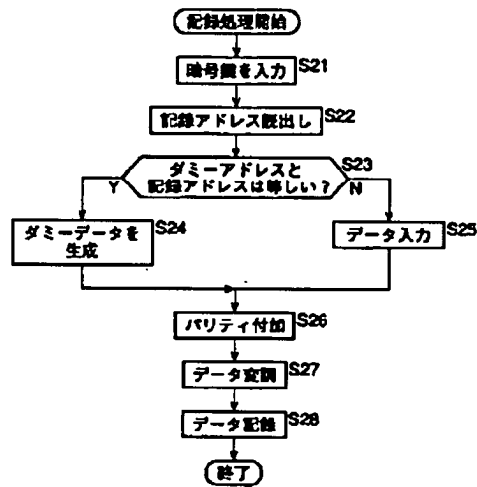 記録処理開始
暗号鍵を入力 S21
記録アドレス読出し S22
ダミーアドレスと
記録アドレスは等しい? S23
Y N
ダミーデータを
生成 S24
データ入力 S25
パリティ付加 S26
データ変調 S27
データ記録 S28
終了